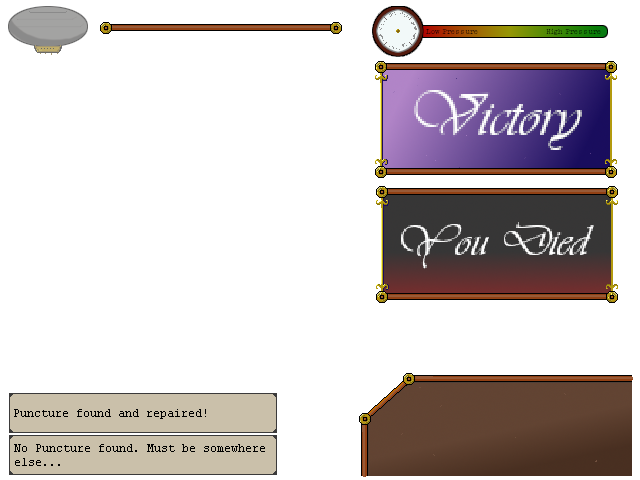 Low Pressure High Pressure
Victory
You Died
Puncture found and repaired!
No Puncture found. Must be somewhere
else...